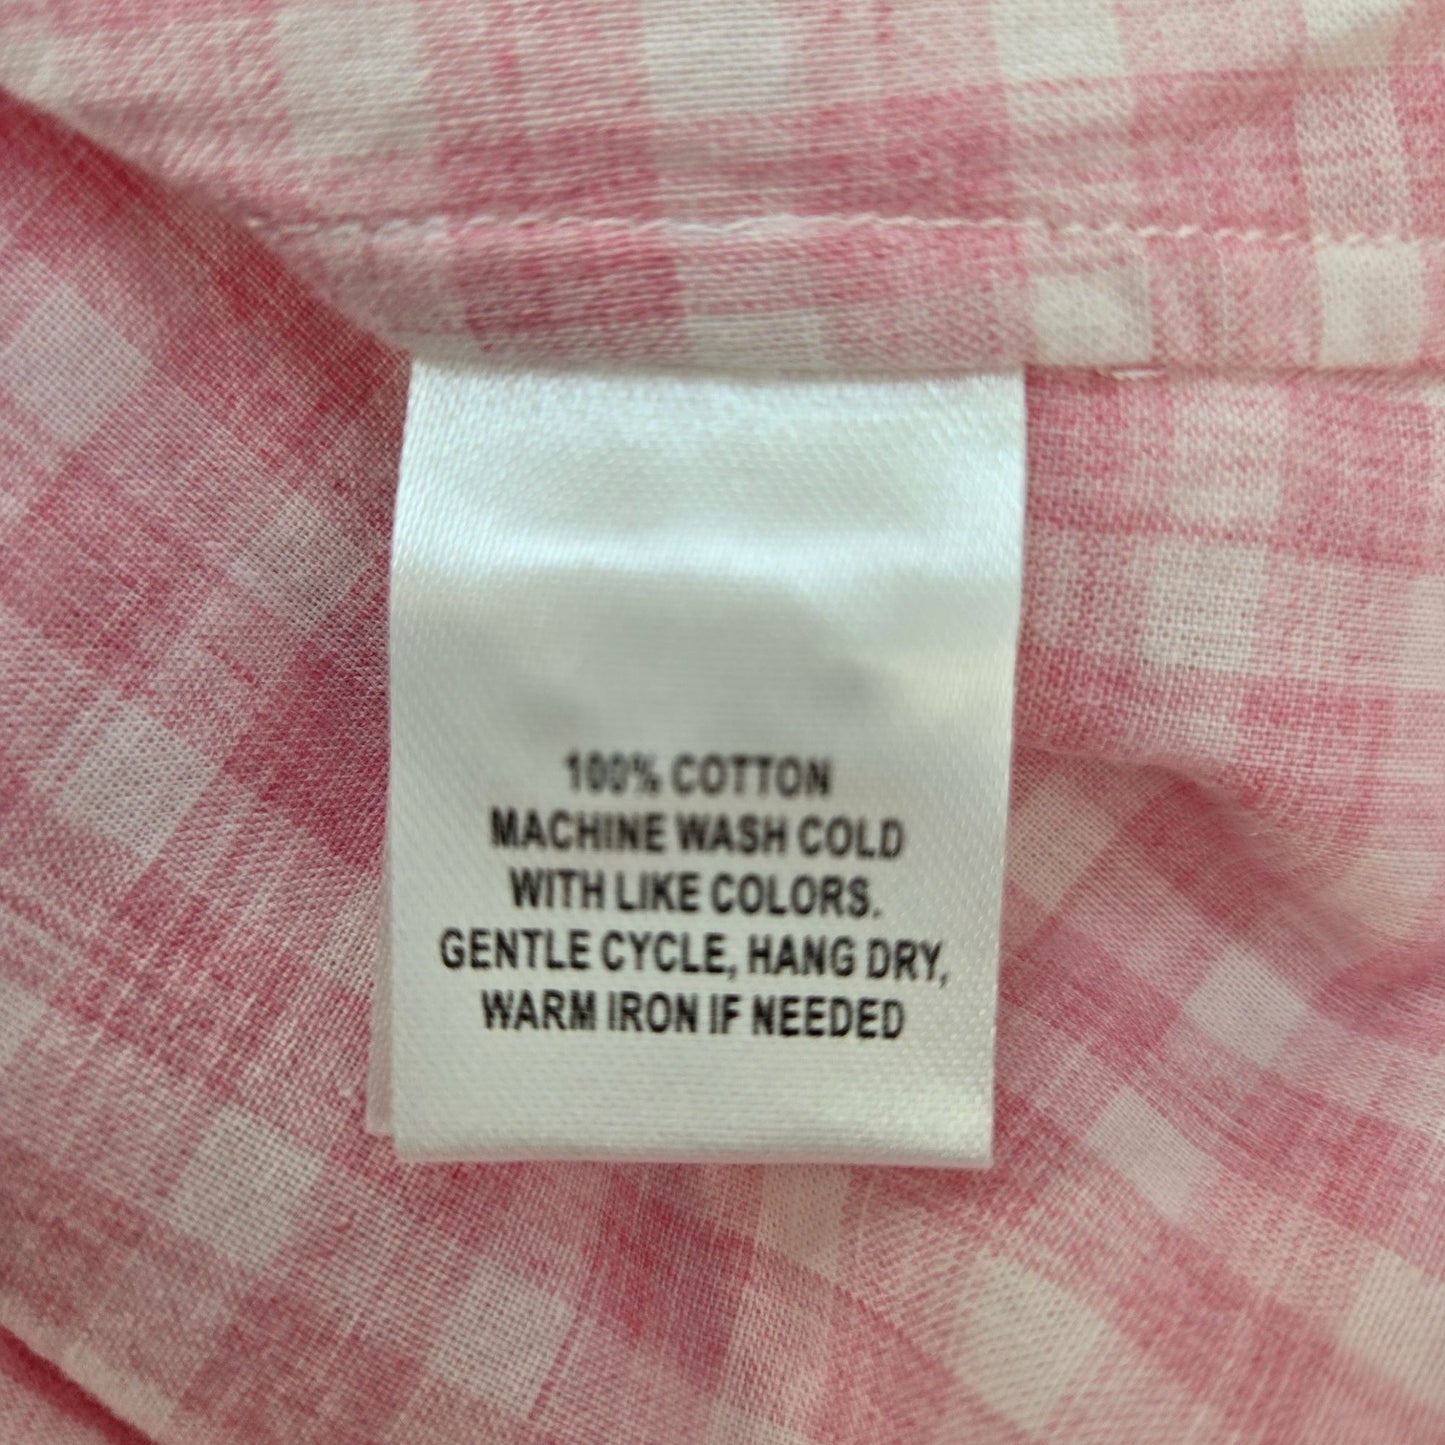 100% COTTON
MACHINE WASH COLD
WITH LIKE COLORS.
GENTLE CYCLE, HANG DRY,
WARM IRON IF NEEDED